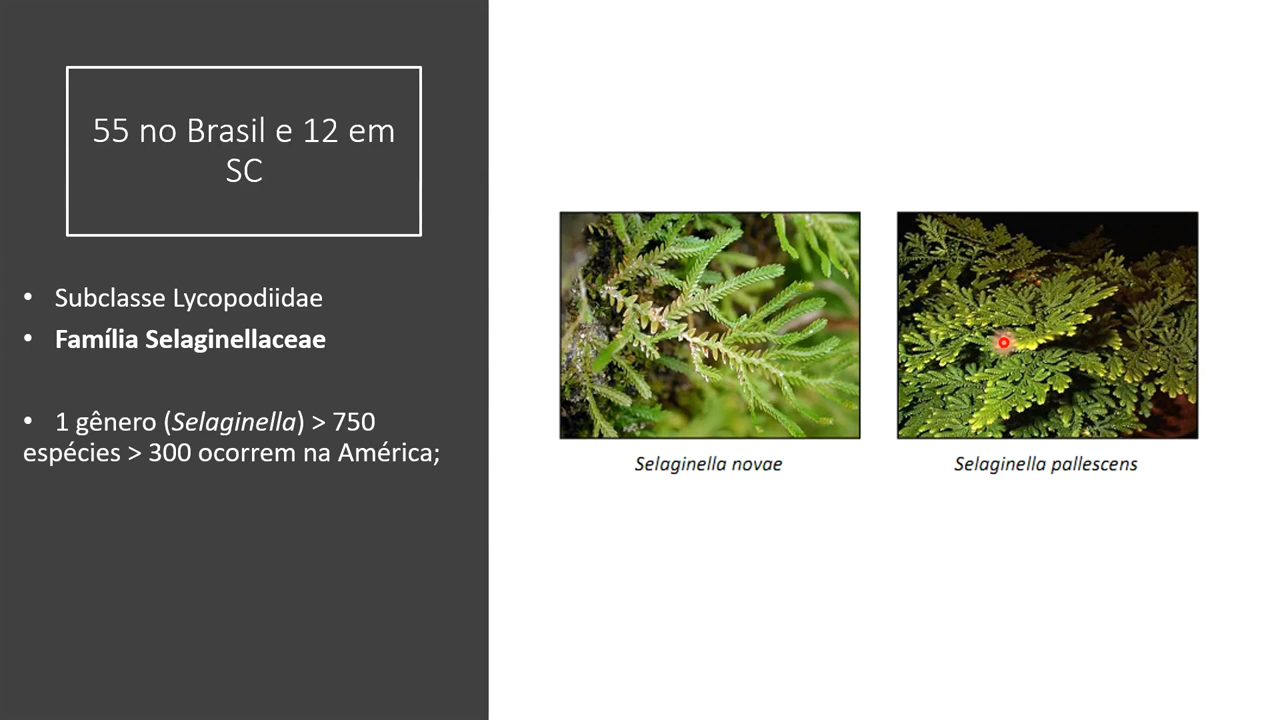 55 no Brasil e 12 em
SC
• Subclasse Lycopodiidae
• Família Selaginellaceae
• 1 gênero (Selaginella) > 750
espécies > 300 ocorrem na América;
Selaginella novae
Selaginella pallescens